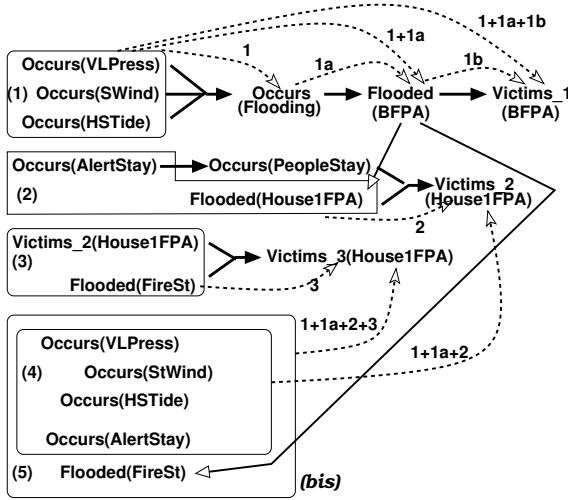 1+1a+1b
1
1a
1+1a
1b
Occurs(VLPress)
(1) Occurs(SWind)
Occurs(HSTide)
Occurs
(Flooding)
Flooded
(BFPA)
Victims_1
(BFPA)
Occurs(AlertStay)
Occurs(PeopleStay)
(2)
Flooded(House1FPA)
Victims_2
(House1FPA)
2
Victims_2(House1FPA)
(3)
Flooded(FireSt)
Victims_3(House1FPA)
3
1+1a+2+3
Occurs(VLPress)
(4) Occurs(StWind)
Occurs(HSTide)
Occurs(AlertStay)
1+1a+2
(5) Flooded(FireSt)
(bis)